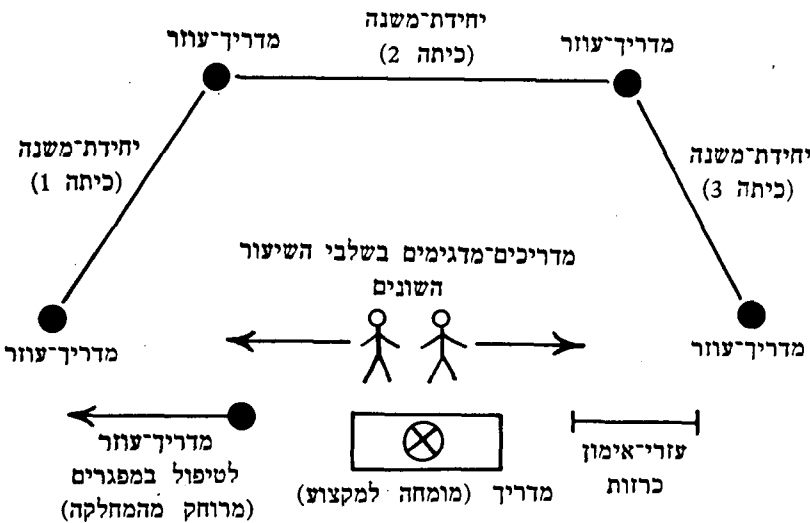 יחידת־משנה
(כיתה 2)
מדריך־עוזר
מדריך־עוזר
יחידת־משנה
(כיתה 1)
יחידת־משנה
(כיתה 3)
מדריכים־מדגימים בשלבי השיעור
השונים
מדריך־עוזר
מדריך־עוזר
מדריך־עוזר
לטיפול במפגרים
(מרוחק מהמחלקה)
מדריך (מומחה למקצוע)
עזרי־אימון
כרזות